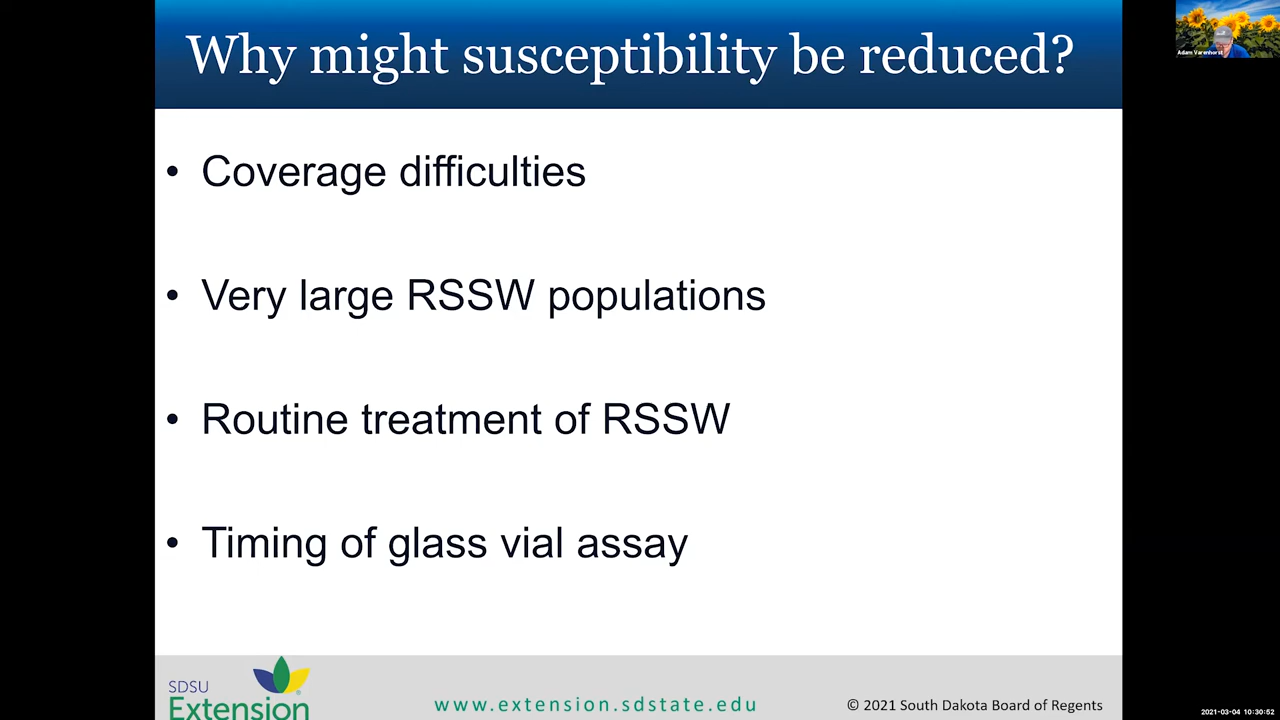 Why might susceptibility be reduced?
Adam Varenhorst
• Coverage difficulties
• Very large RSSW populations
• Routine treatment of RSSW
• Timing of glass vial assay
SDSU
Extension
www.extension.sdstate.edu
© 2021 South Dakota Board of Regents
2021-03-04 10:30:52